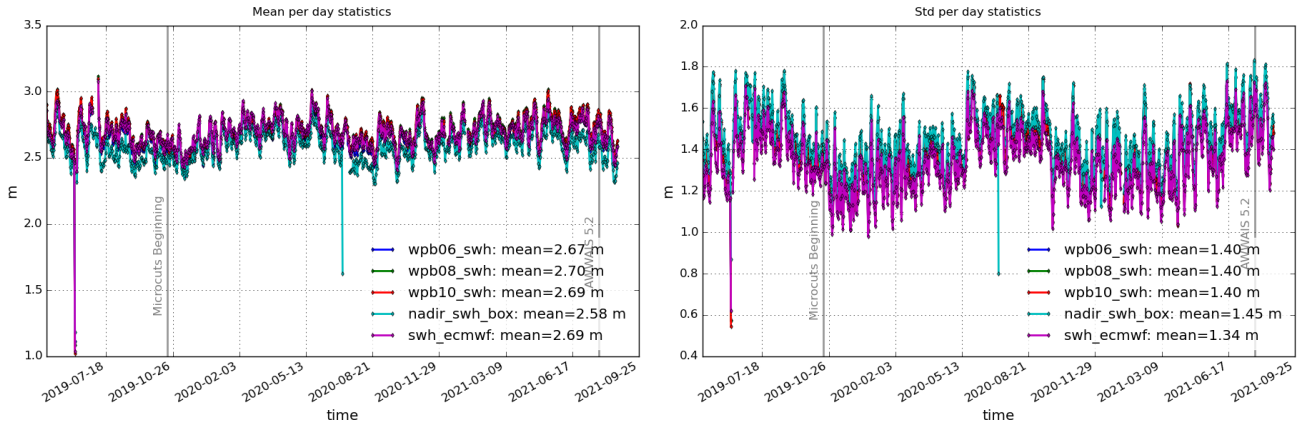 Mean per day statistics
3.5
3.0
2.5
2.0
1.5
1.0
m
Microcuts Beginning
AWWAIS 5.2
wpb06_swh: mean=2.67 m
wpb08_swh: mean=2.70 m
wpb10_swh: mean=2.69 m
nadir_swh_box: mean=2.58 m
swh_ecmwf: mean=2.69 m
2019-07-18
2019-10-26
2020-02-03
2020-05-13
2020-08-21
2020-11-29
2021-03-09
2021-06-17
2021-09-25
time
Std per day statistics
2.0
1.8
1.6
1.4
1.2
1.0
0.8
0.6
0.4
m
Microcuts Beginning
AWWAIS 5.2
wpb06_swh: mean=1.40 m
wpb08_swh: mean=1.40 m
wpb10_swh: mean=1.40 m
nadir_swh_box: mean=1.45 m
swh_ecmwf: mean=1.34 m
2019-07-18
2019-10-26
2020-02-03
2020-05-13
2020-08-21
2020-11-29
2021-03-09
2021-06-17
2021-09-25
time